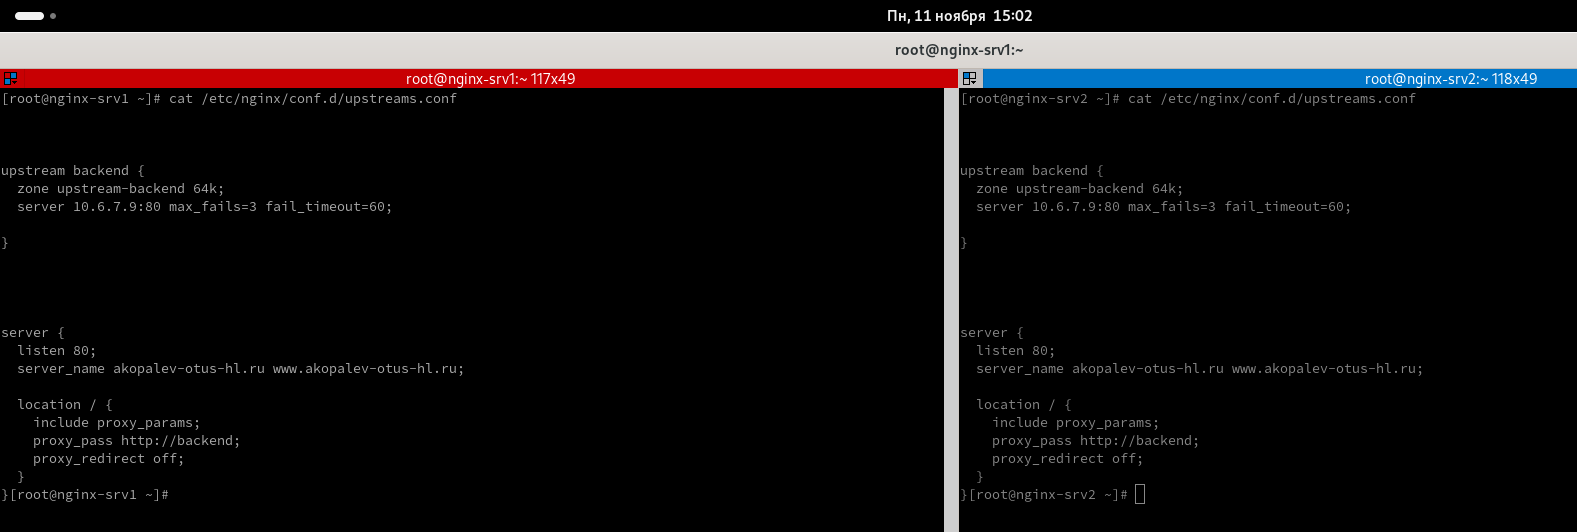 Пн, 11 ноября 15:02
root@nginx-srv1:~
root@nginx-srv1:~ 117x49
[root@nginx-srv1 ~]# cat /etc/nginx/conf.d/upstreams.conf
upstream backend {
  zone upstream-backend 64k;
  server 10.6.7.9:80 max_fails=3 fail_timeout=60;
}
server {
  listen 80;
  server_name akopalev-otus-hl.ru www.akopalev-otus-hl.ru;
  location / {
    include proxy_params;
    proxy_pass http://backend;
    proxy_redirect off;
  }
}[root@nginx-srv1 ~]#
root@nginx-srv2:~ 118x49
[root@nginx-srv2 ~]# cat /etc/nginx/conf.d/upstreams.conf
upstream backend {
  zone upstream-backend 64k;
  server 10.6.7.9:80 max_fails=3 fail_timeout=60;
}
server {
  listen 80;
  server_name akopalev-otus-hl.ru www.akopalev-otus-hl.ru;
  location / {
    include proxy_params;
    proxy_pass http://backend;
    proxy_redirect off;
  }
}[root@nginx-srv2 ~]#